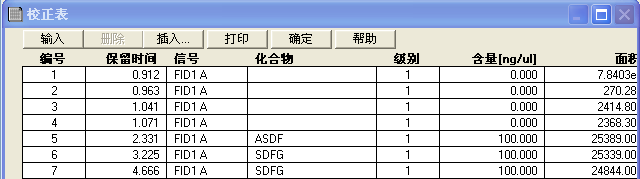 校正表
输入 删除 插入... 打印 确定 帮助
编号 保留时间 信号 化合物 级别 含量[ng/ul] 面积
1 0.912 FID1 A 1 0.000 7.8403e
2 0.963 FID1 A 1 0.000 270.28
3 1.041 FID1 A 1 0.000 2414.80
4 1.071 FID1 A 1 0.000 2368.30
5 2.331 FID1 A ASDF 1 100.000 25389.00
6 3.225 FID1 A SDFG 1 100.000 25339.00
7 4.666 FID1 A SDFG 1 100.000 24844.00